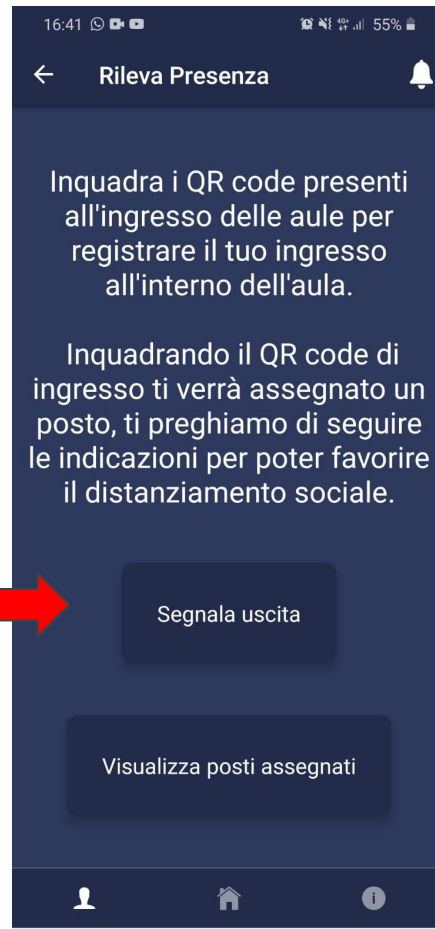 16:41 4G+ 55%
Rileva Presenza
Inquadra i QR code presenti
all'ingresso delle aule per
registrare il tuo ingresso
all'interno dell'aula.
Inquadrando il QR code di
ingresso ti verrà assegnato un
posto, ti preghiamo di seguire
le indicazioni per poter favorire
il distanziamento sociale.
Segnala uscita
Visualizza posti assegnati